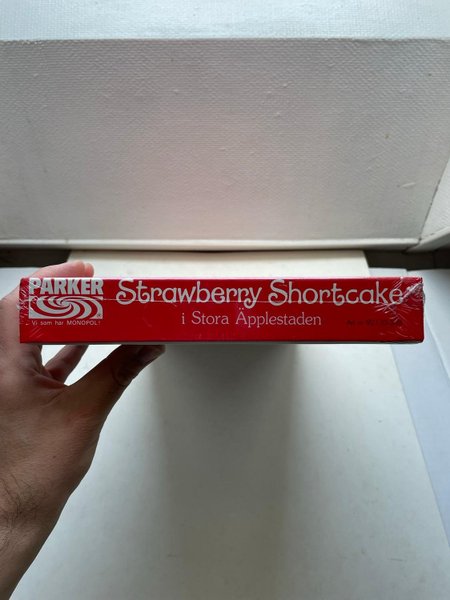 PARKER
Vi som har MONOPOL!
Strawberry Shortcake
i Stora Äpplestaden